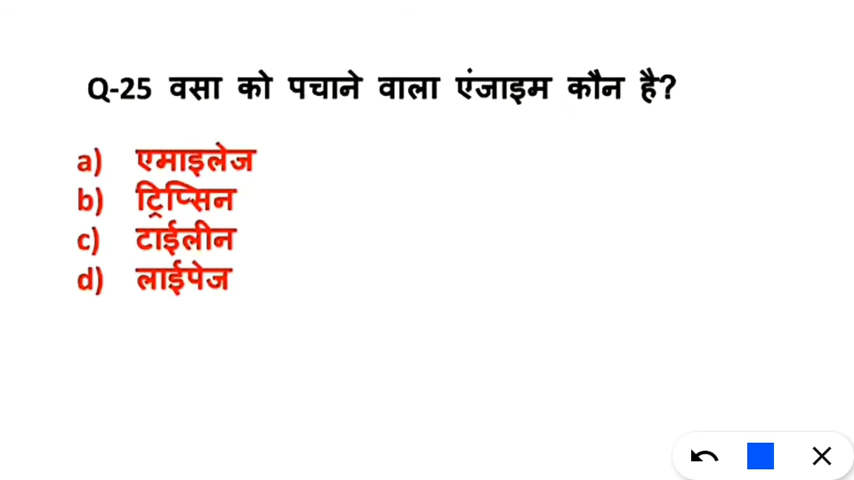 Q-25 वसा को पचाने वाला एंजाइम कौन है?
a) एमाइलेज
b) ट्रिप्सिन
c) टाईलीन
d) लाईपेज